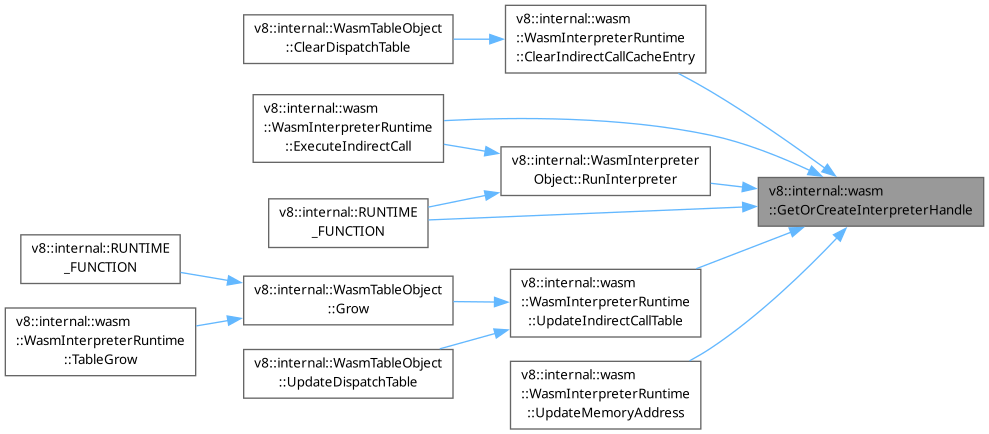 v8::internal::WasmTableObject
::ClearDispatchTable
v8::internal::wasm
::WasmInterpreterRuntime
::ClearIndirectCallCacheEntry
v8::internal::wasm
::WasmInterpreterRuntime
::ExecuteIndirectCall
v8::internal::WasmInterpreter
Object::RunInterpreter
v8::internal::wasm
::GetOrCreateInterpreterHandle
v8::internal::RUNTIME
_FUNCTION
v8::internal::RUNTIME
_FUNCTION
v8::internal::WasmTableObject
::Grow
v8::internal::wasm
::WasmInterpreterRuntime
::UpdateIndirectCallTable
v8::internal::wasm
::WasmInterpreterRuntime
::TableGrow
v8::internal::WasmTableObject
::UpdateDispatchTable
v8::internal::wasm
::WasmInterpreterRuntime
::UpdateMemoryAddress